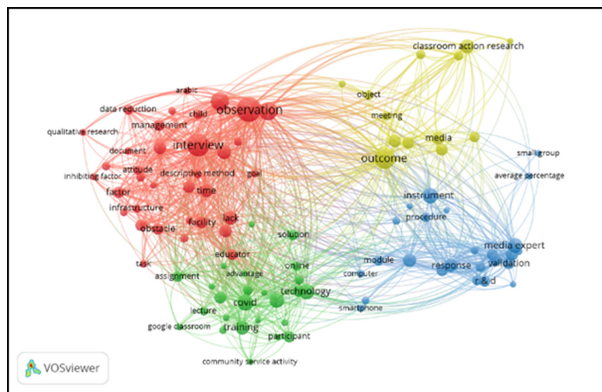 classroom action research
arabic
object
data reduction
child
observation
management
meeting
qualitative research
document
interview
media
small group
attitude
descriptive method
goal
outcome
inhibiting factor
average percentage
factor
time
instrument
infrastructure
lack
procedure
obstacle
facility
solution
media expert
educator
module
task
online
response
validation
assignment
advantage
computer
r & d
technology
covid
lecture
smartphone
google classroom
training
participant
community service activity
VOSviewer